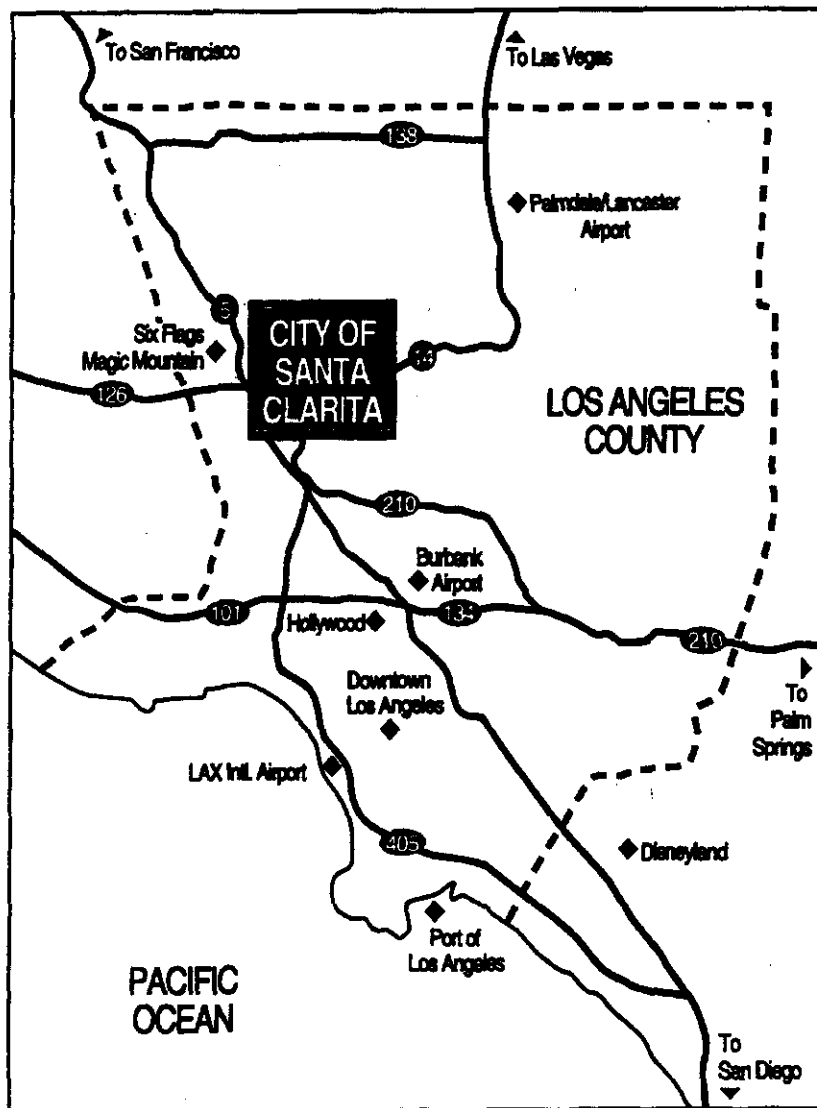 To San Francisco
To Las Vegas
138
Palmdale/Lancaster
Airport
5
Six Flags
Magic Mountain
CITY OF
SANTA
CLARITA
14
126
LOS ANGELES
COUNTY
210
Burbank
Airport
101
134
Hollywood
210
Downtown
Los Angeles
To
Palm
Springs
LAX Intl. Airport
405
Disneyland
Port of
Los Angeles
PACIFIC
OCEAN
To
San Diego